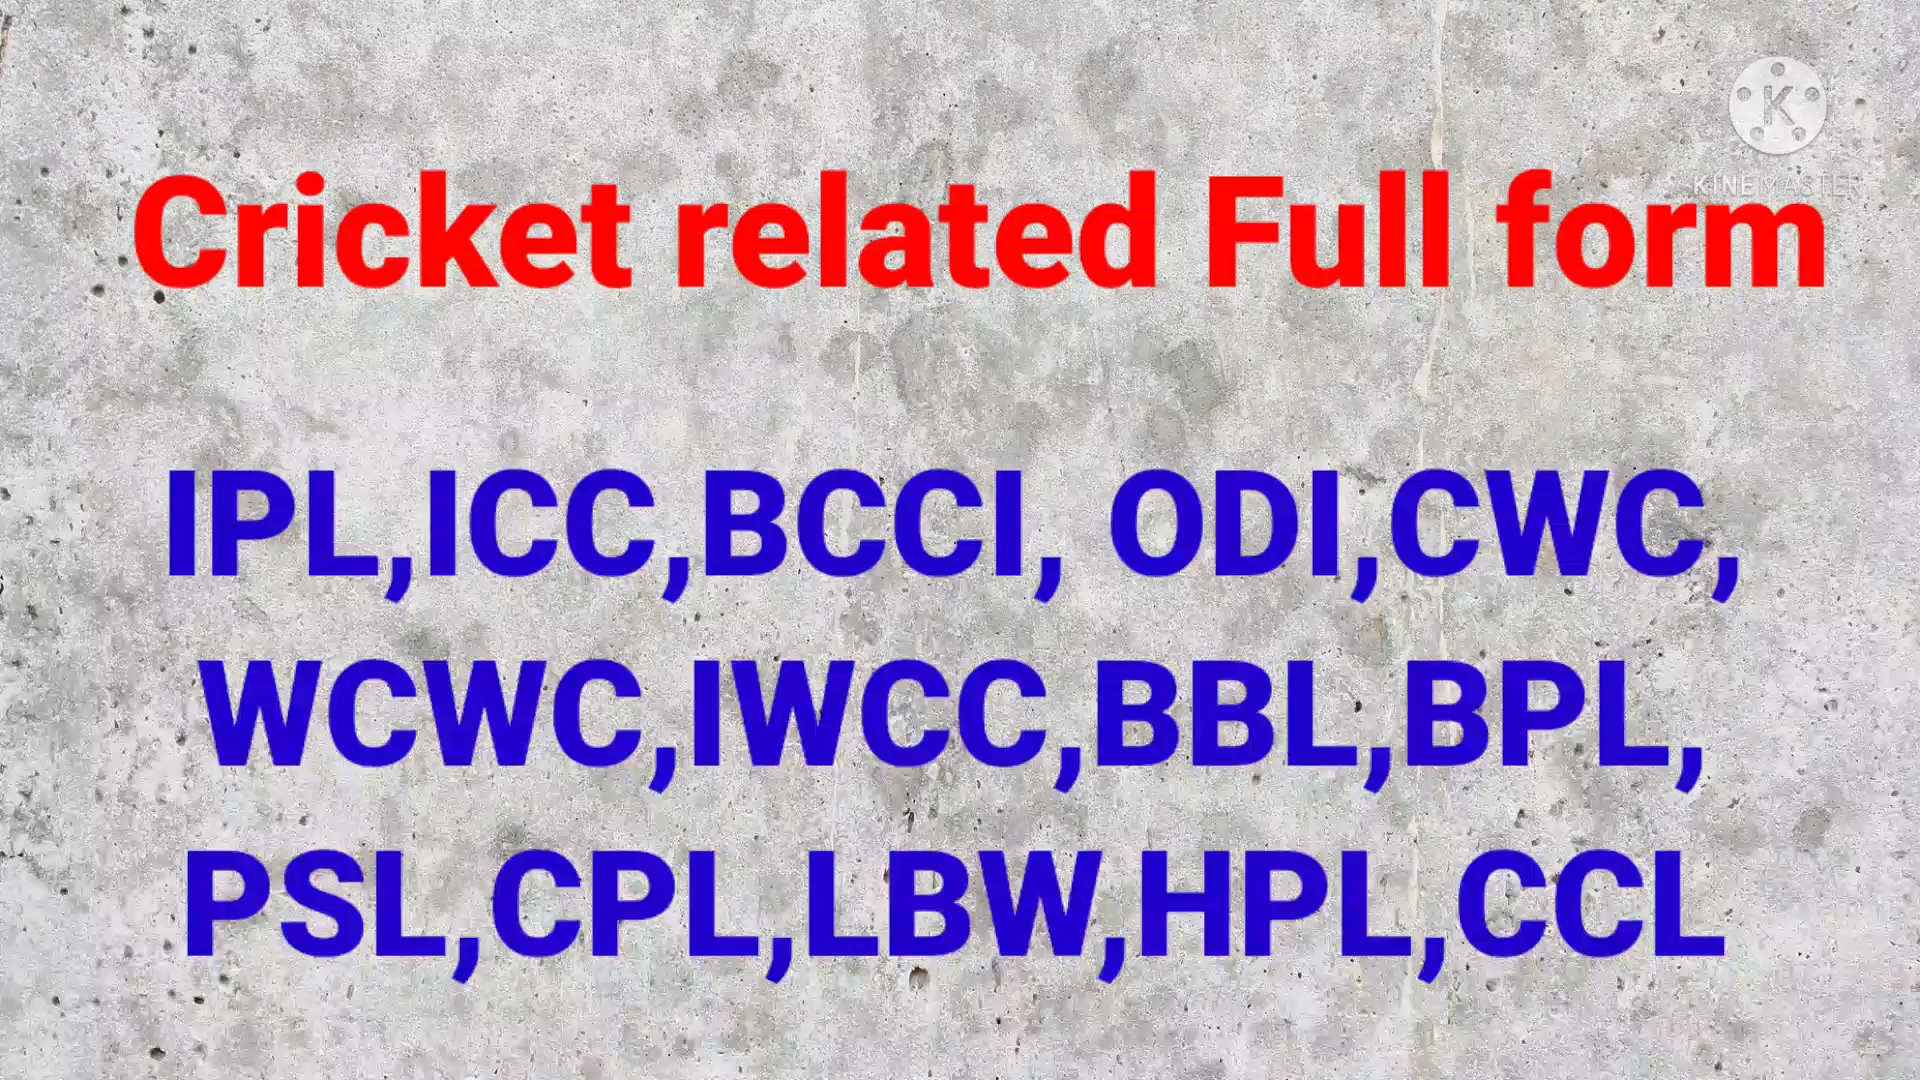 K
KINEMASTER
Cricket related Full form
IPL,ICC,BCCI, ODI,CWC,
WCWC,IWCC,BBL,BPL,
PSL,CPL,LBW,HPL,CCL